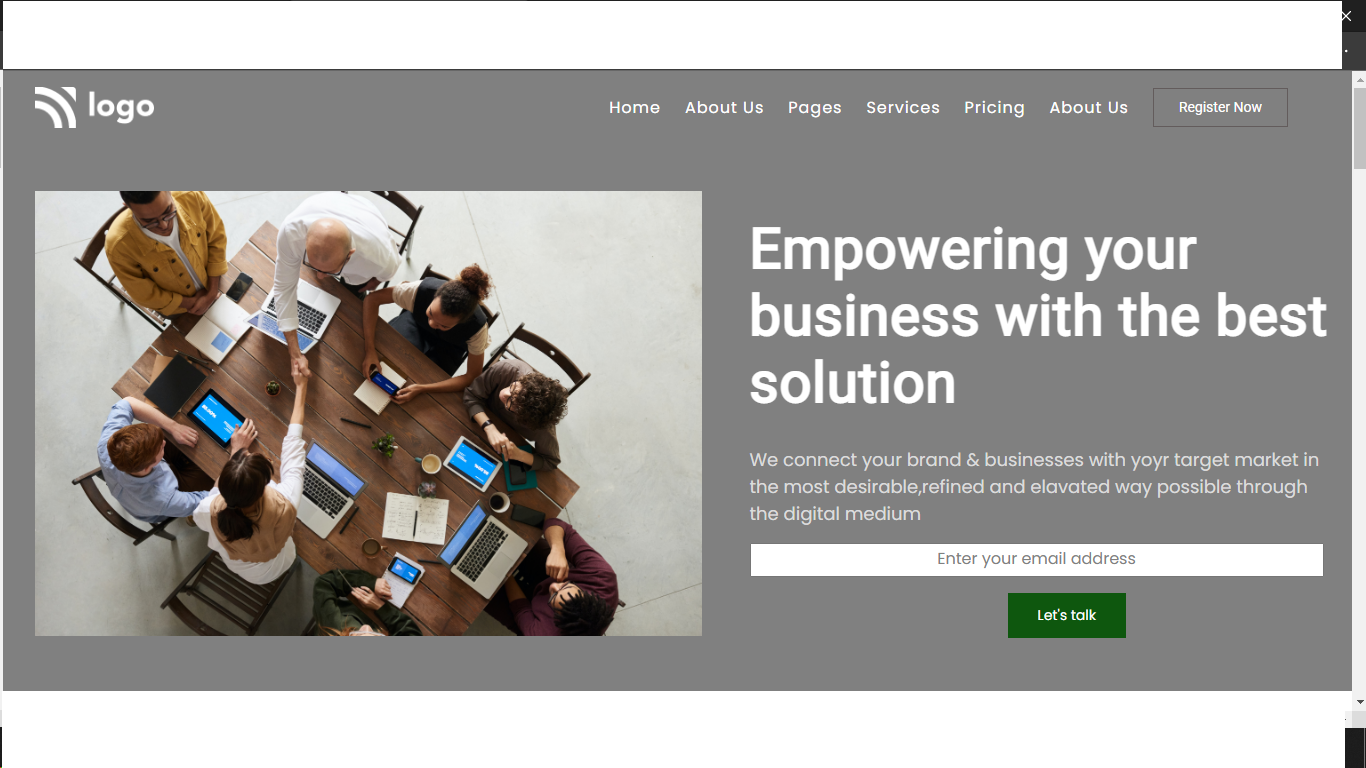 logo
Home About Us Pages Services Pricing About Us Register Now
Empowering your
business with the best
solution
We connect your brand & businesses with yoyr target market in
the most desirable,refined and elavated way possible through
the digital medium
Enter your email address
Let's talk